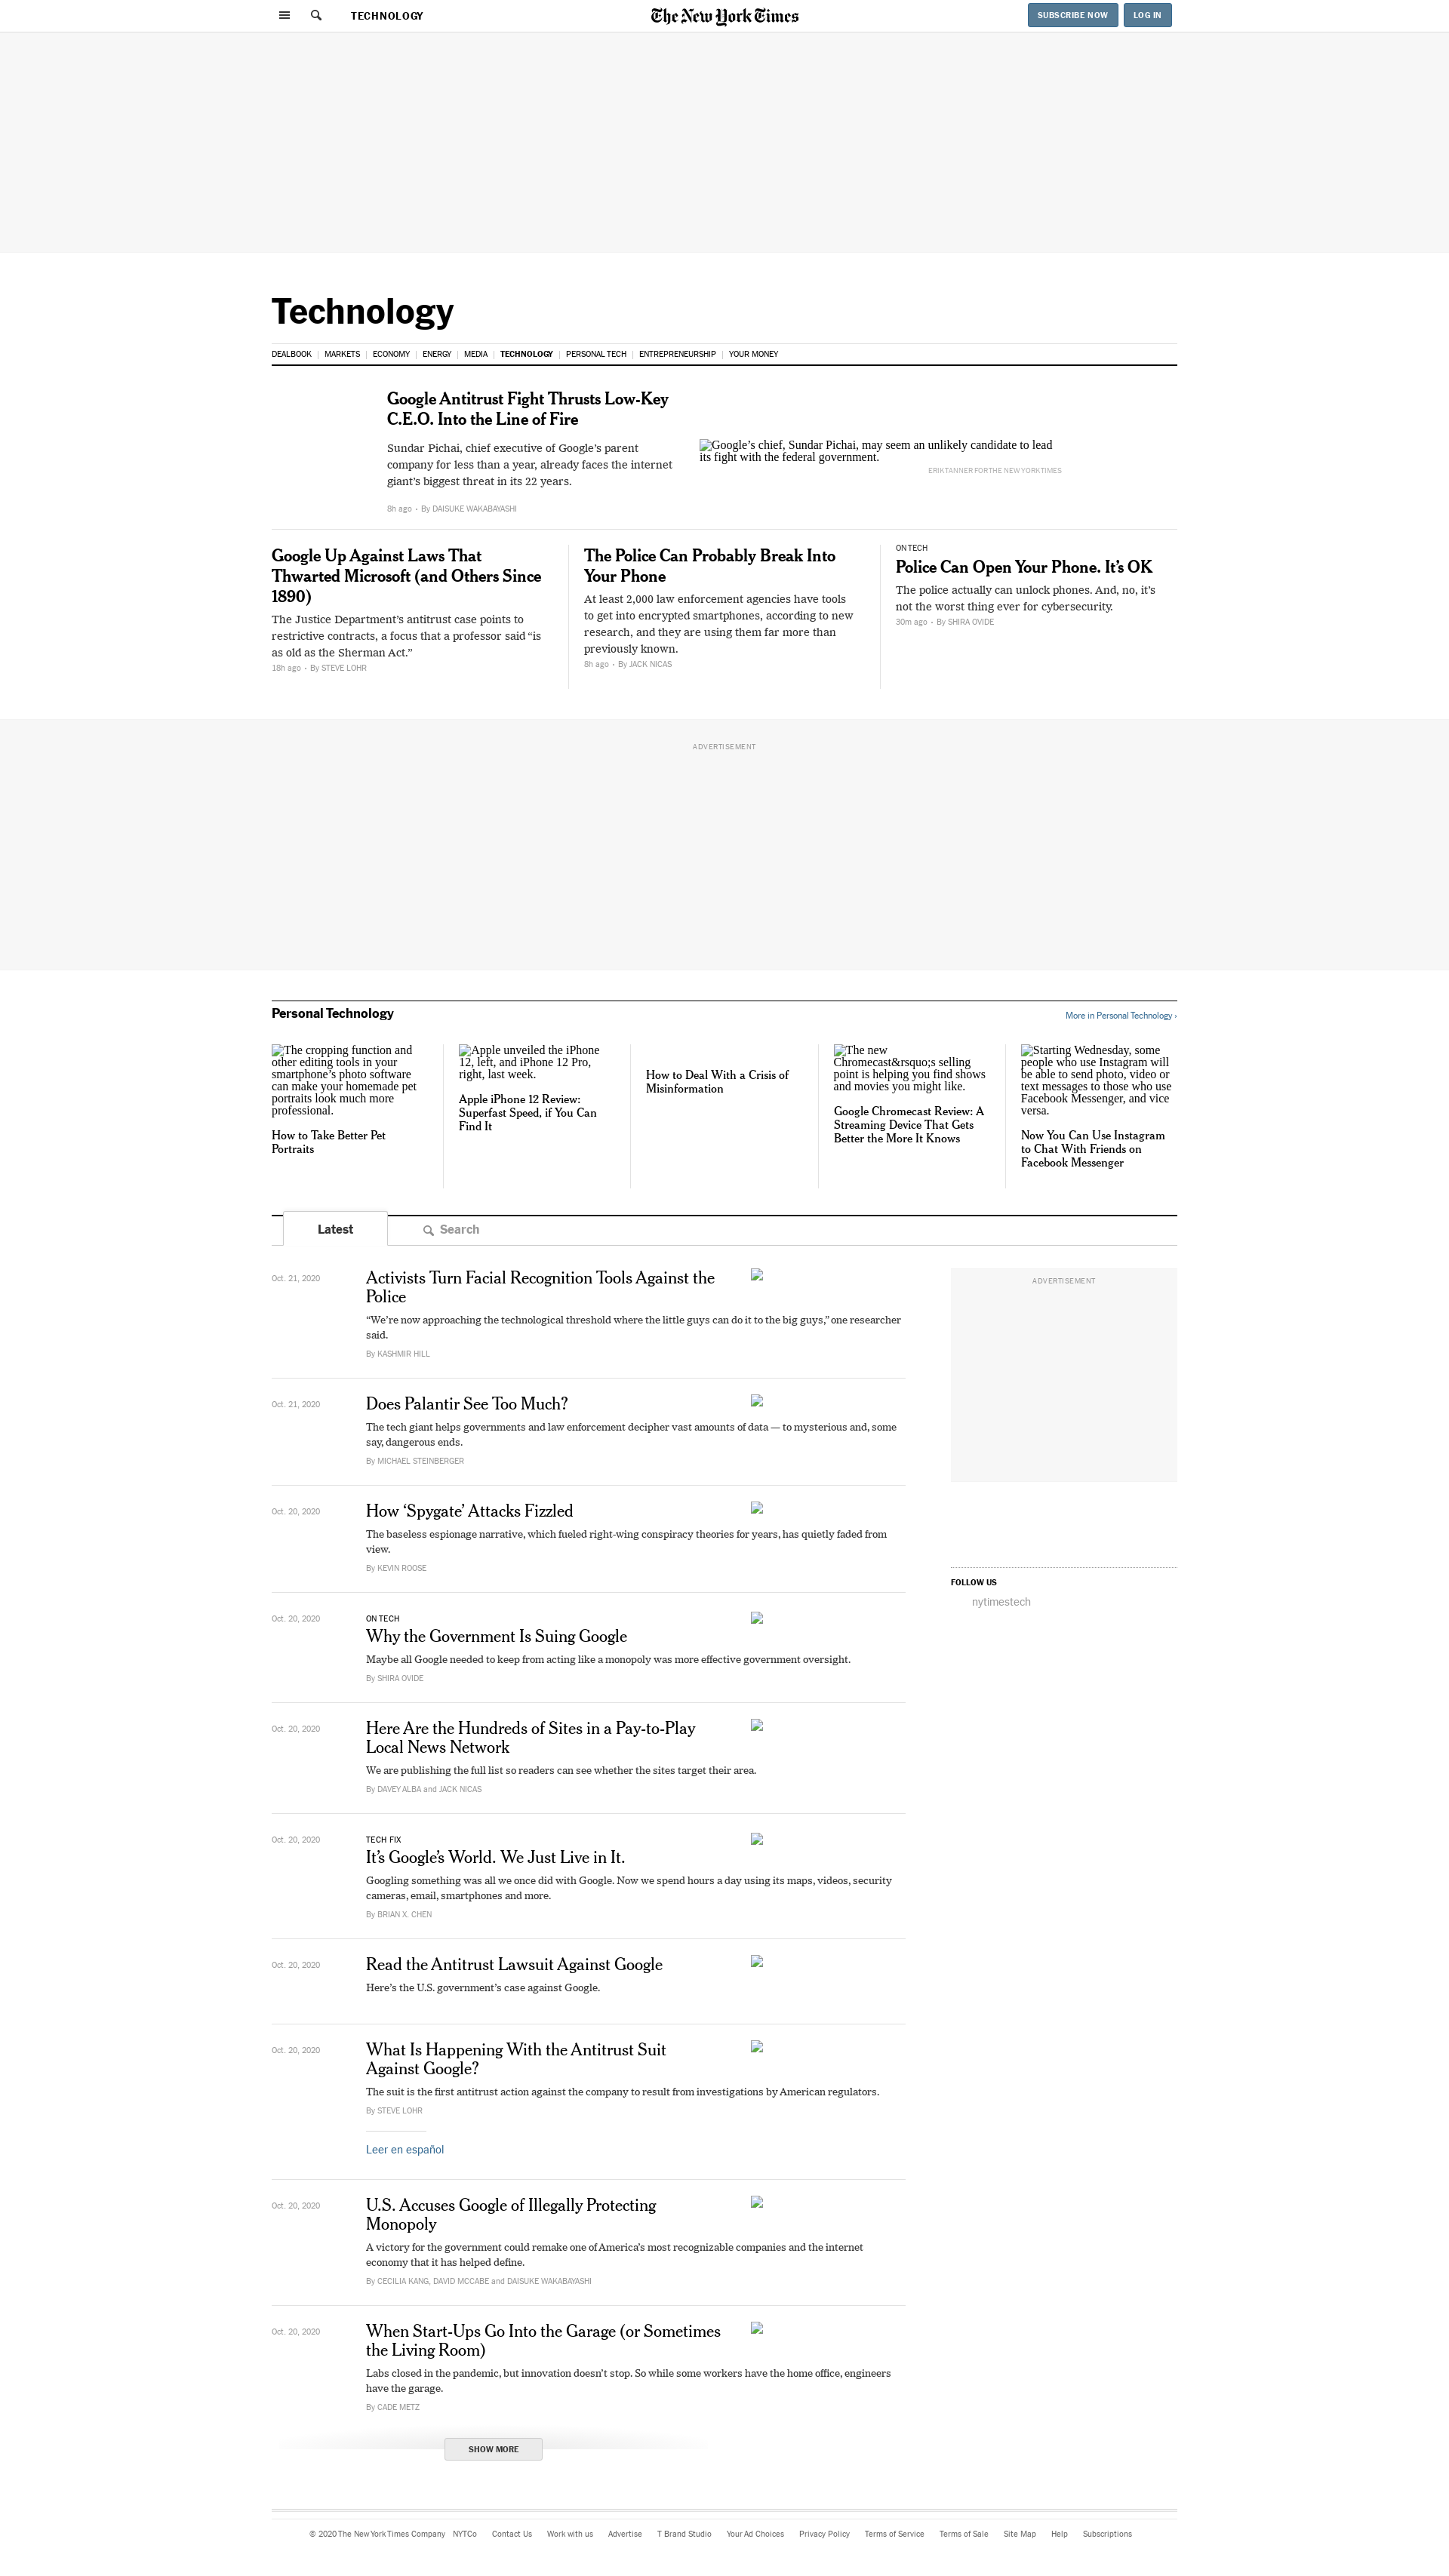 TECHNOLOGY
The New York Times
SUBSCRIBE NOW
LOG IN
Technology
DEALBOOK
MARKETS
ECONOMY
ENERGY
MEDIA
TECHNOLOGY
PERSONAL TECH
ENTREPRENEURSHIP
YOUR MONEY
Google Antitrust Fight Thrusts Low-Key
C.E.O. Into the Line of Fire
Sundar Pichai, chief executive of Google’s parent
company for less than a year, already faces the internet
giant’s biggest threat in its 22 years.
8h ago • By DAISUKE WAKABAYASHI
Google’s chief, Sundar Pichai, may seem an unlikely candidate to lead
its fight with the federal government.
ERIK TANNER FOR THE NEW YORK TIMES
Google Up Against Laws That
Thwarted Microsoft (and Others Since
1890)
The Justice Department’s antitrust case points to
restrictive contracts, a focus that a professor said “is
as old as the Sherman Act.”
18h ago • By STEVE LOHR
The Police Can Probably Break Into
Your Phone
At least 2,000 law enforcement agencies have tools
to get into encrypted smartphones, according to new
research, and they are using them far more than
previously known.
8h ago • By JACK NICAS
ON TECH
Police Can Open Your Phone. It’s OK
The police actually can unlock phones. And, no, it’s
not the worst thing ever for cybersecurity.
30m ago • By SHIRA OVIDE
ADVERTISEMENT
Personal Technology
More in Personal Technology ›
The cropping function and
other editing tools in your
smartphone’s photo software
can make your homemade pet
portraits look much more
professional.
How to Take Better Pet
Portraits
Apple unveiled the iPhone
12, left, and iPhone 12 Pro,
right, last week.
Apple iPhone 12 Review:
Superfast Speed, if You Can
Find It
How to Deal With a Crisis of
Misinformation
The new
Chromecast&rsquo;s selling
point is helping you find shows
and movies you might like.
Google Chromecast Review: A
Streaming Device That Gets
Better the More It Knows
Starting Wednesday, some
people who use Instagram will
be able to send photo, video or
text messages to those who use
Facebook Messenger, and vice
versa.
Now You Can Use Instagram
to Chat With Friends on
Facebook Messenger
Latest
Search
Oct. 21, 2020
Activists Turn Facial Recognition Tools Against the
Police
“We’re now approaching the technological threshold where the little guys can do it to the big guys,” one researcher
said.
By KASHMIR HILL
ADVERTISEMENT
Oct. 21, 2020
Does Palantir See Too Much?
The tech giant helps governments and law enforcement decipher vast amounts of data — to mysterious and, some
say, dangerous ends.
By MICHAEL STEINBERGER
Oct. 20, 2020
How ‘Spygate’ Attacks Fizzled
The baseless espionage narrative, which fueled right-wing conspiracy theories for years, has quietly faded from
view.
By KEVIN ROOSE
FOLLOW US
nytimestech
Oct. 20, 2020
ON TECH
Why the Government Is Suing Google
Maybe all Google needed to keep from acting like a monopoly was more effective government oversight.
By SHIRA OVIDE
Oct. 20, 2020
Here Are the Hundreds of Sites in a Pay-to-Play
Local News Network
We are publishing the full list so readers can see whether the sites target their area.
By DAVEY ALBA and JACK NICAS
Oct. 20, 2020
TECH FIX
It’s Google’s World. We Just Live in It.
Googling something was all we once did with Google. Now we spend hours a day using its maps, videos, security
cameras, email, smartphones and more.
By BRIAN X. CHEN
Oct. 20, 2020
Read the Antitrust Lawsuit Against Google
Here’s the U.S. government’s case against Google.
Oct. 20, 2020
What Is Happening With the Antitrust Suit
Against Google?
The suit is the first antitrust action against the company to result from investigations by American regulators.
By STEVE LOHR
Leer en español
Oct. 20, 2020
U.S. Accuses Google of Illegally Protecting
Monopoly
A victory for the government could remake one of America’s most recognizable companies and the internet
economy that it has helped define.
By CECILIA KANG, DAVID MCCABE and DAISUKE WAKABAYASHI
Oct. 20, 2020
When Start-Ups Go Into the Garage (or Sometimes
the Living Room)
Labs closed in the pandemic, but innovation doesn’t stop. So while some workers have the home office, engineers
have the garage.
By CADE METZ
SHOW MORE
© 2020 The New York Times Company
NYTCo
Contact Us
Work with us
Advertise
T Brand Studio
Your Ad Choices
Privacy Policy
Terms of Service
Terms of Sale
Site Map
Help
Subscriptions